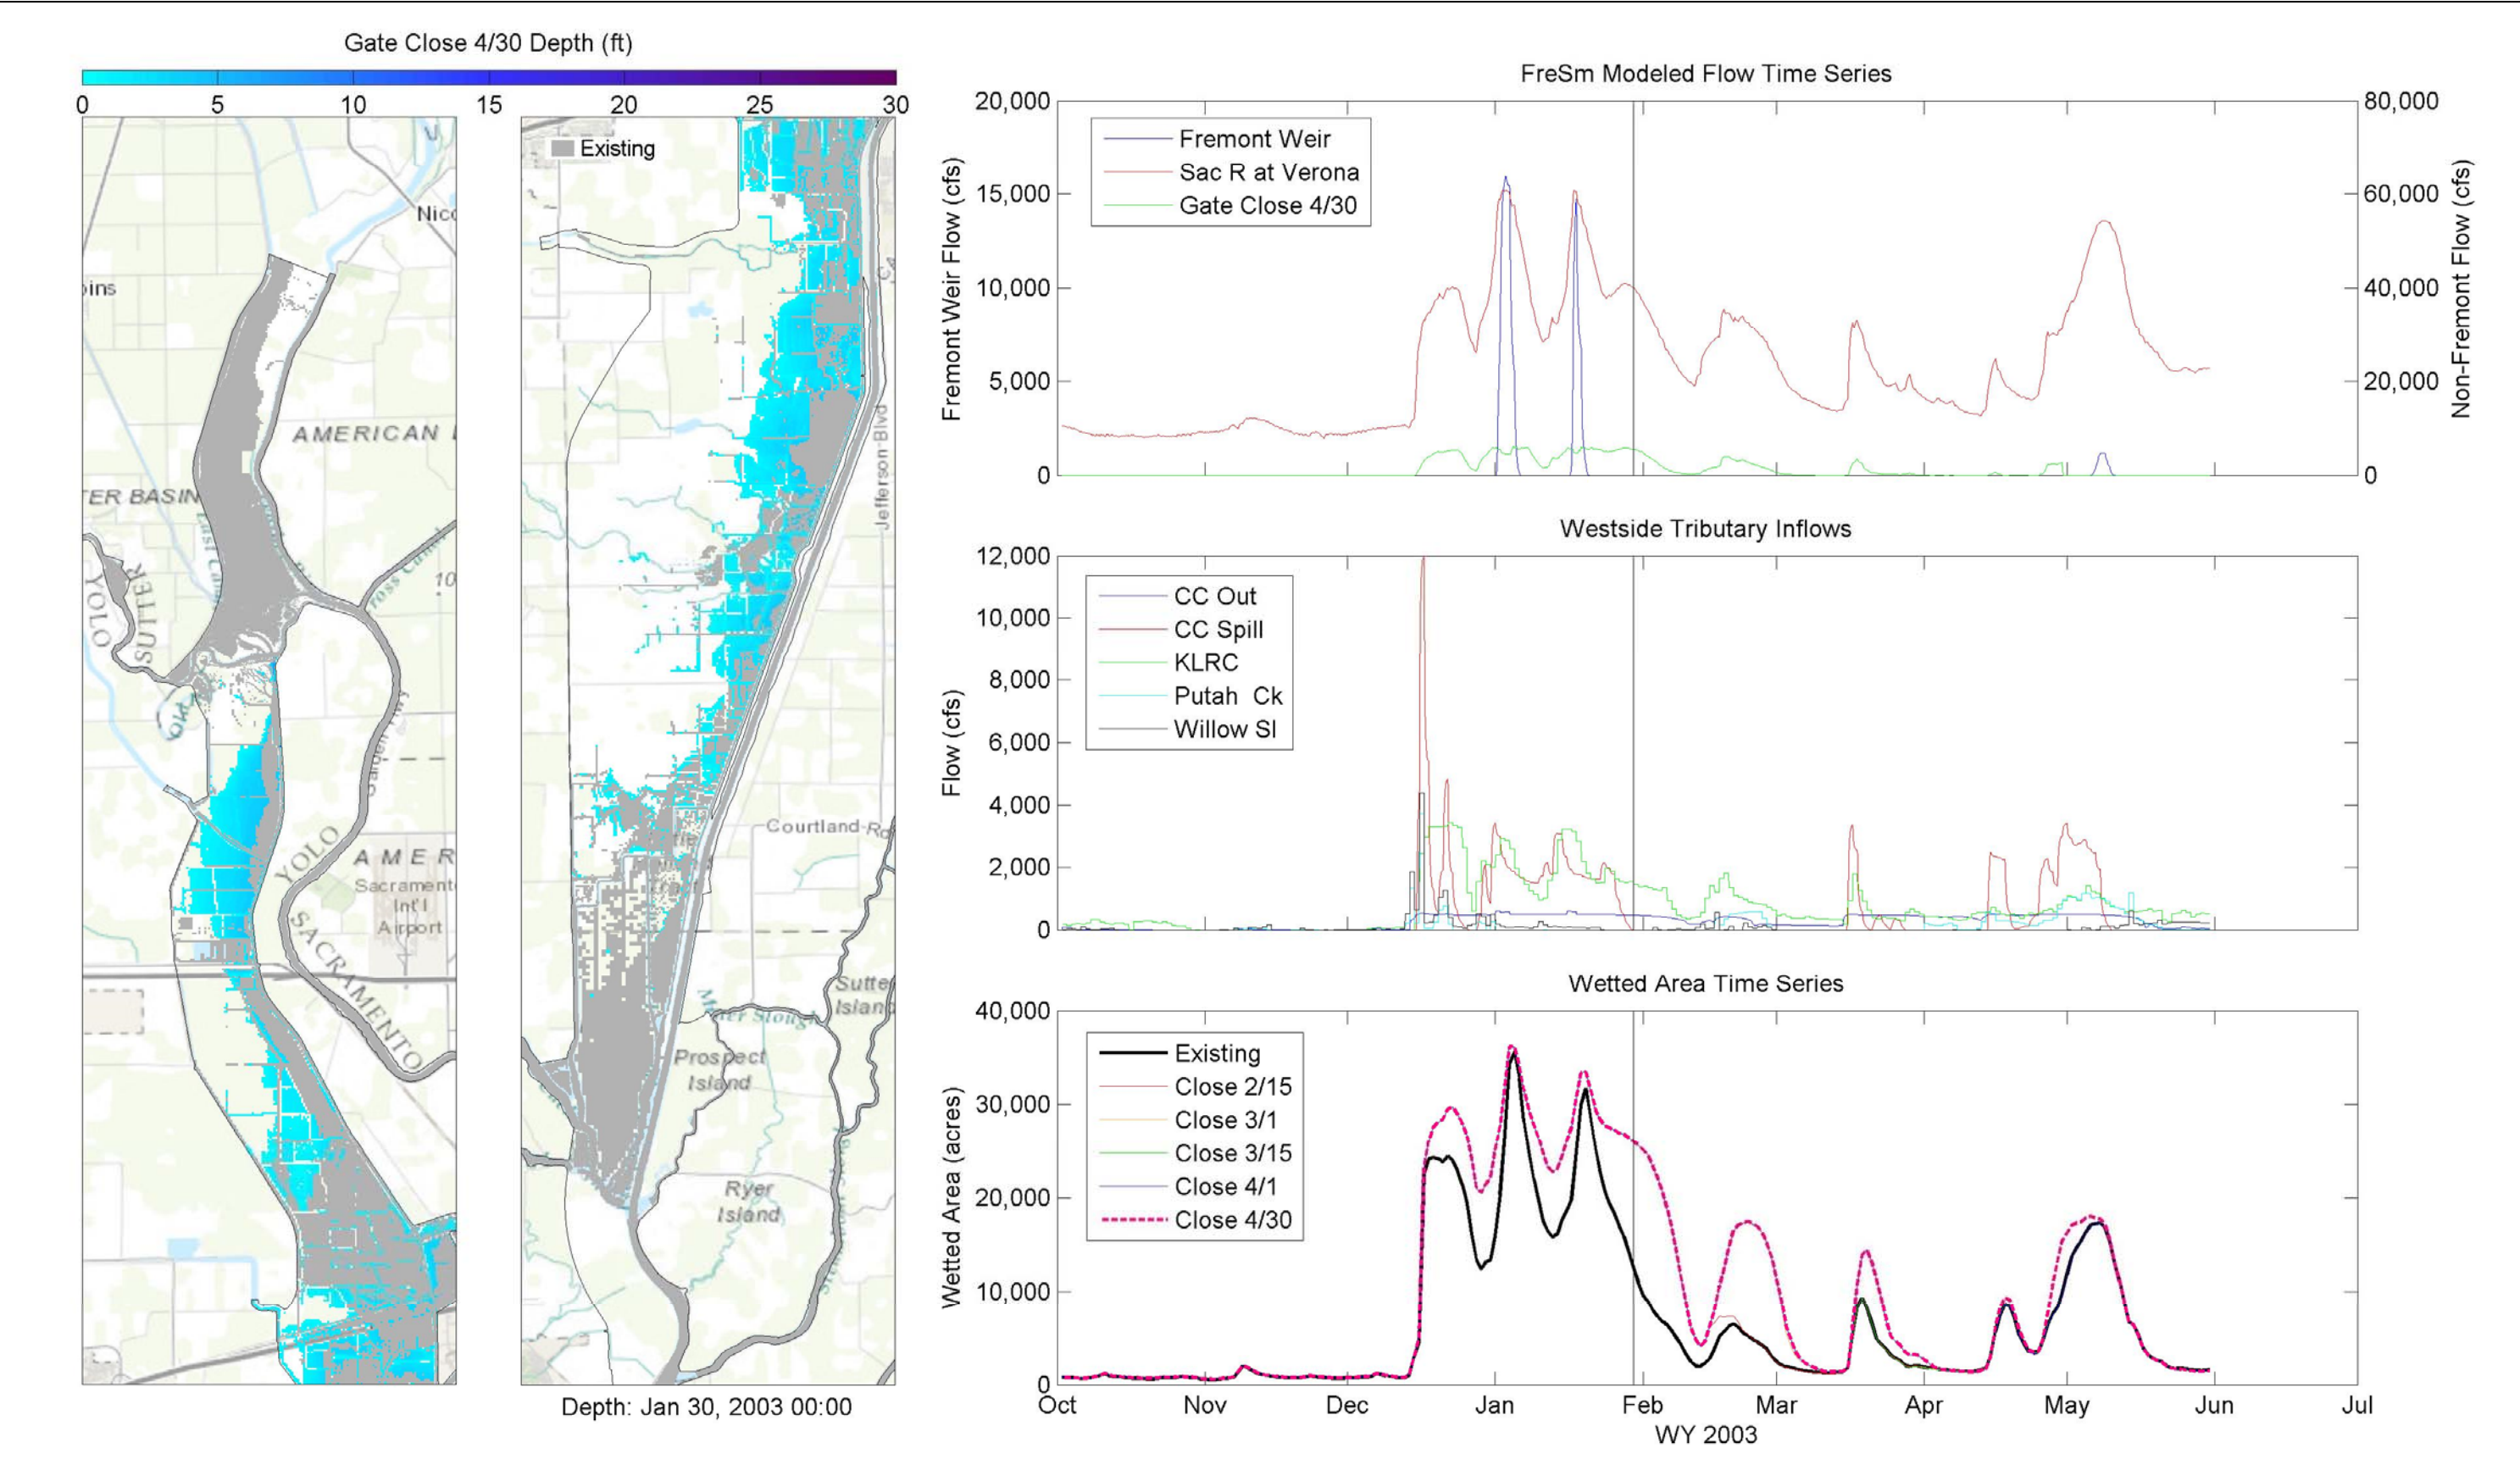 Gate Close 4/30 Depth (ft)
0 5 10 15 20 25 30
Nico
AMERICAN
TER BASIN
YOLO
SUTTER
10
YOLO
AMER
Sacramento
Int'l
Airport
SACRAMENTO
Existing
Jefferson-Blvd
Courtland-Rd
Sutter
Island
Miner Slough
Prospect
Island
Ryer
Island
Depth: Jan 30, 2003 00:00
FreSm Modeled Flow Time Series
Fremont Weir Flow (cfs)
20,000
15,000
10,000
5,000
0
Fremont Weir
Sac R at Verona
Gate Close 4/30
80,000
60,000
40,000
20,000
0
Non-Fremont Flow (cfs)
Westside Tributary Inflows
Flow (cfs)
12,000
10,000
8,000
6,000
4,000
2,000
0
CC Out
CC Spill
KLRC
Putah Ck
Willow Sl
Wetted Area Time Series
Wetted Area (acres)
40,000
30,000
20,000
10,000
0
Existing
Close 2/15
Close 3/1
Close 3/15
Close 4/1
Close 4/30
Oct Nov Dec Jan Feb Mar Apr May Jun Jul
WY 2003